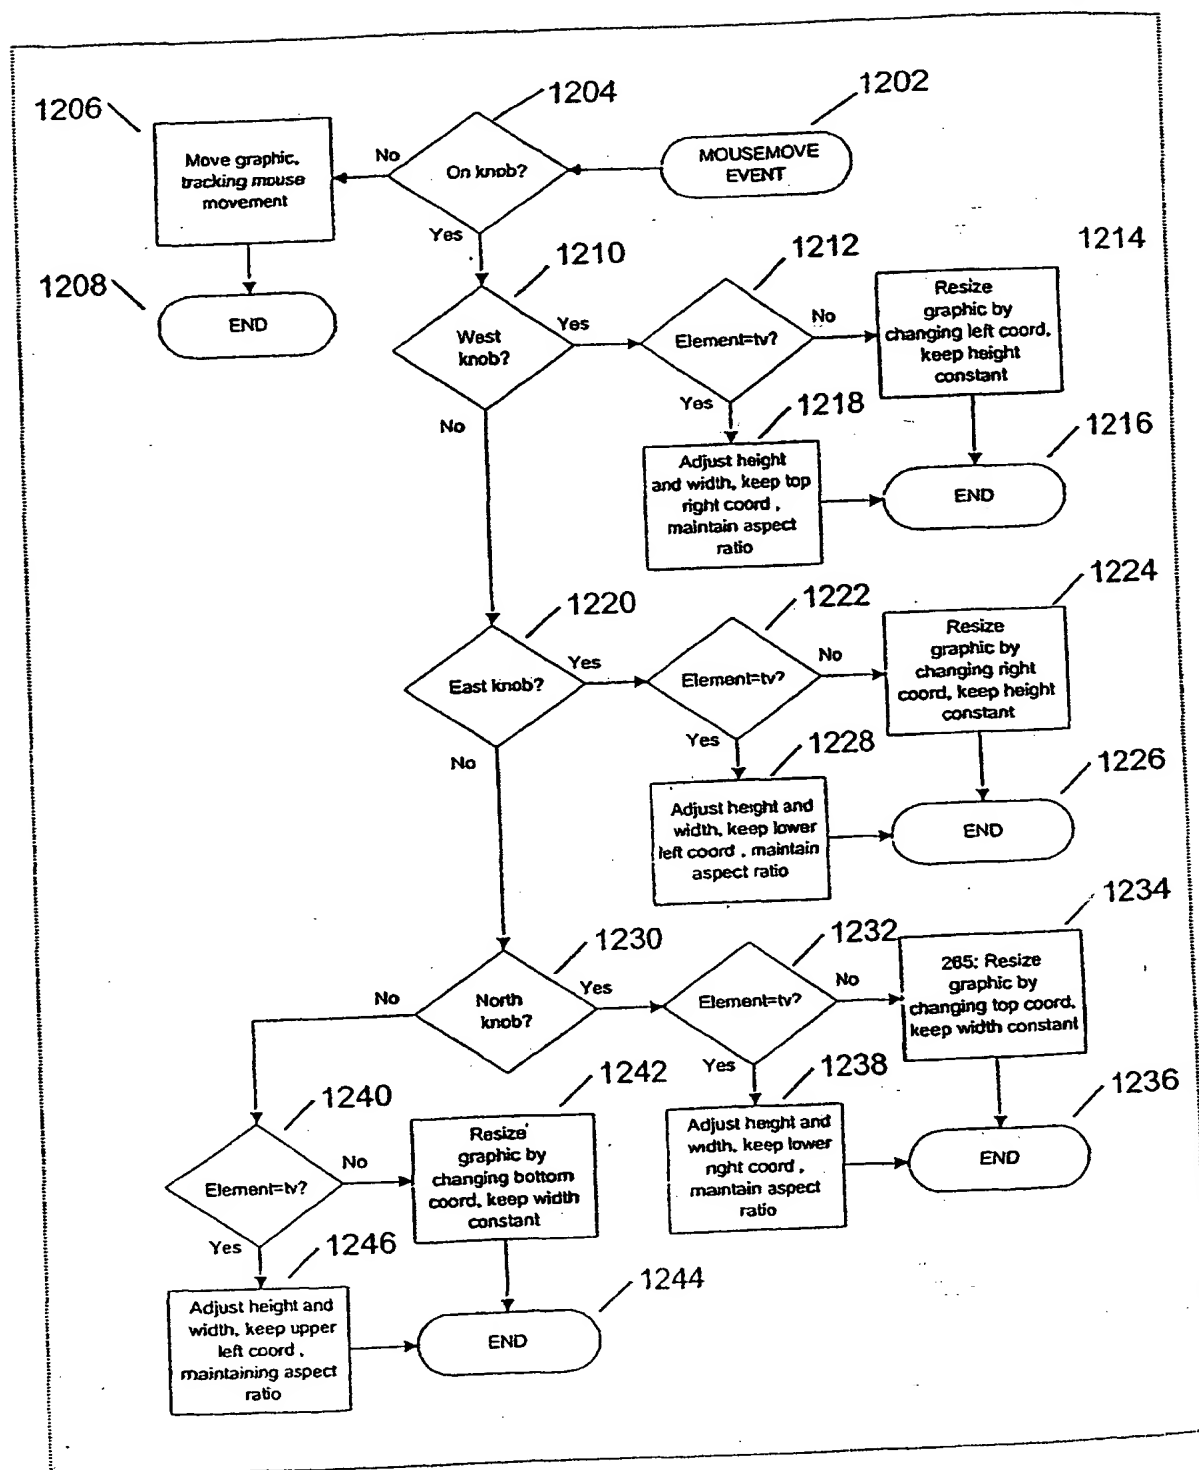 1202
MOUSEMOVE
EVENT
1204
On knob?
No
Yes
1206
Move graphic,
tracking mouse
movement
1208
END
1210
West
knob?
Yes
No
1212
Element=tv?
No
Yes
1214
Resize
graphic by
changing left coord,
keep height
constant
1216
END
1218
Adjust height
and width, keep top
right coord ,
maintain aspect
ratio
1220
East knob?
Yes
No
1222
Element=tv?
No
Yes
1224
Resize
graphic by
changing right
coord, keep height
constant
1226
END
1228
Adjust height and
width, keep lower
left coord , maintain
aspect ratio
1230
North
knob?
Yes
No
1232
Element=tv?
No
Yes
1234
265: Resize
graphic by
changing top coord,
keep width constant
1236
END
1238
Adjust height and
width, keep lower
right coord ,
maintain aspect
ratio
1240
Element=tv?
No
Yes
1242
Resize
graphic by
changing bottom
coord, keep width
constant
1244
END
1246
Adjust height and
width, keep upper
left coord ,
maintaining aspect
ratio